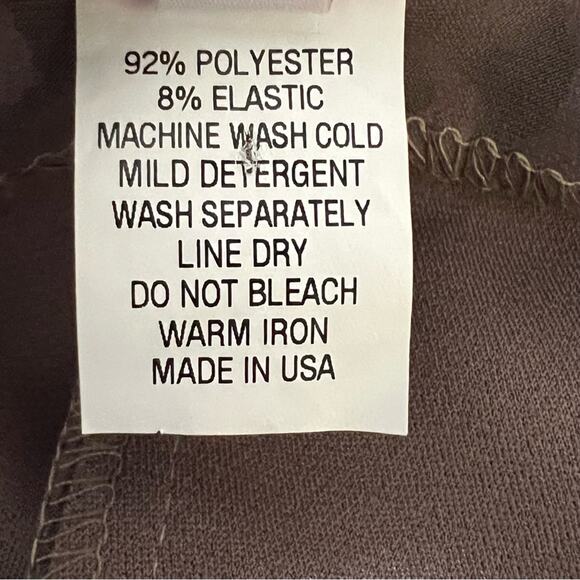 92% POLYESTER
8% ELASTIC
MACHINE WASH COLD
MILD DETERGENT
WASH SEPARATELY
LINE DRY
DO NOT BLEACH
WARM IRON
MADE IN USA